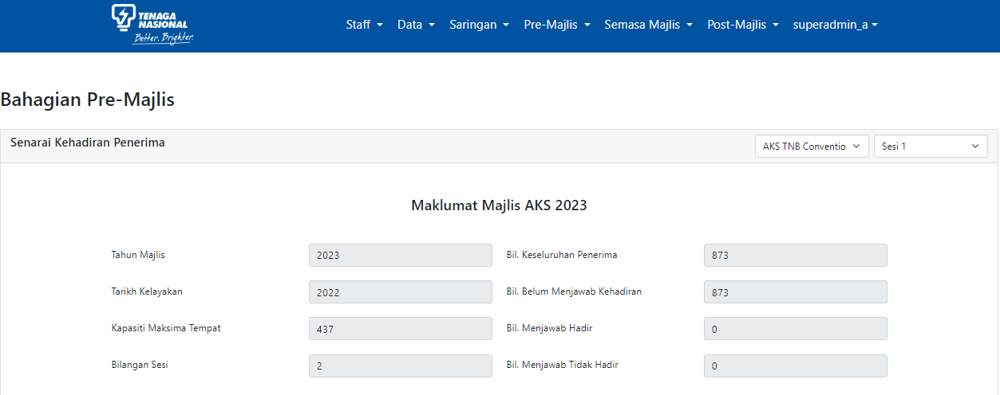 TENAGA
NASIONAL
Better. Brighter.
Staff Data Saringan Pre-Majlis Semasa Majlis Post-Majlis superadmin_a
Bahagian Pre-Majlis
Senarai Kehadiran Penerima AKS TNB Conventio Sesi 1
Maklumat Majlis AKS 2023
Tahun Majlis 2023 Bil. Keseluruhan Penerima 873
Tarikh Kelayakan 2022 Bil. Belum Menjawab Kehadiran 873
Kapasiti Maksima Tempat 437 Bil. Menjawab Hadir 0
Bilangan Sesi 2 Bil. Menjawab Tidak Hadir 0